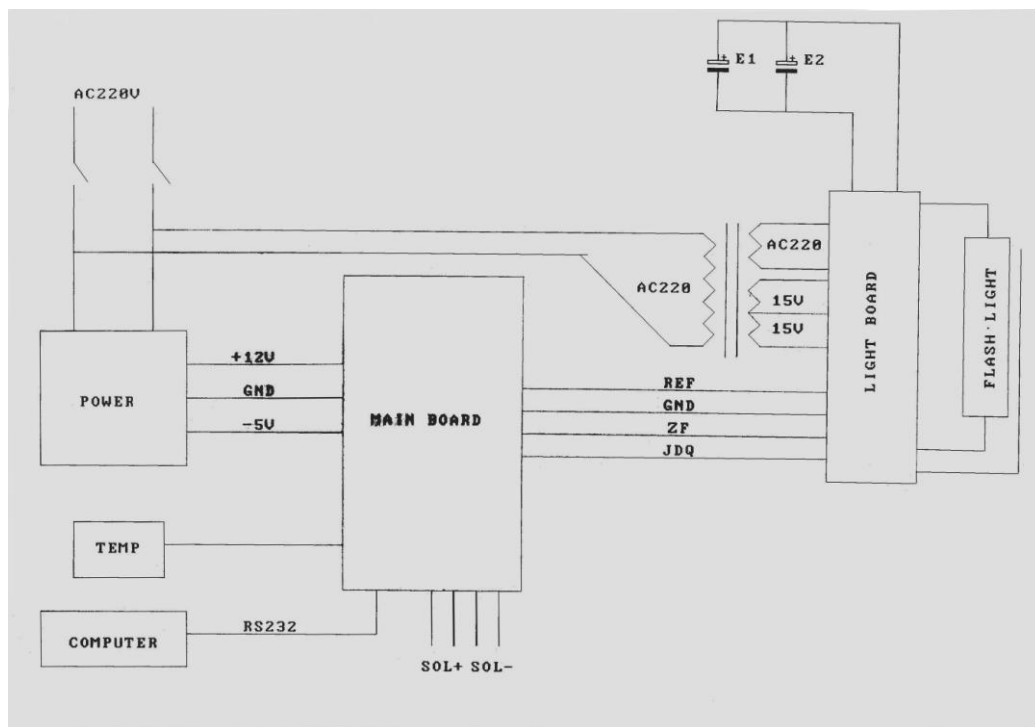 E1
E2
AC220V
AC220
AC220
15V
15V
LIGHT BOARD
FLASH·LIGHT
+12V
GND
-5V
POWER
MAIN BOARD
REF
GND
ZF
JDQ
TEMP
COMPUTER
RS232
SOL+ SOL-
+
+